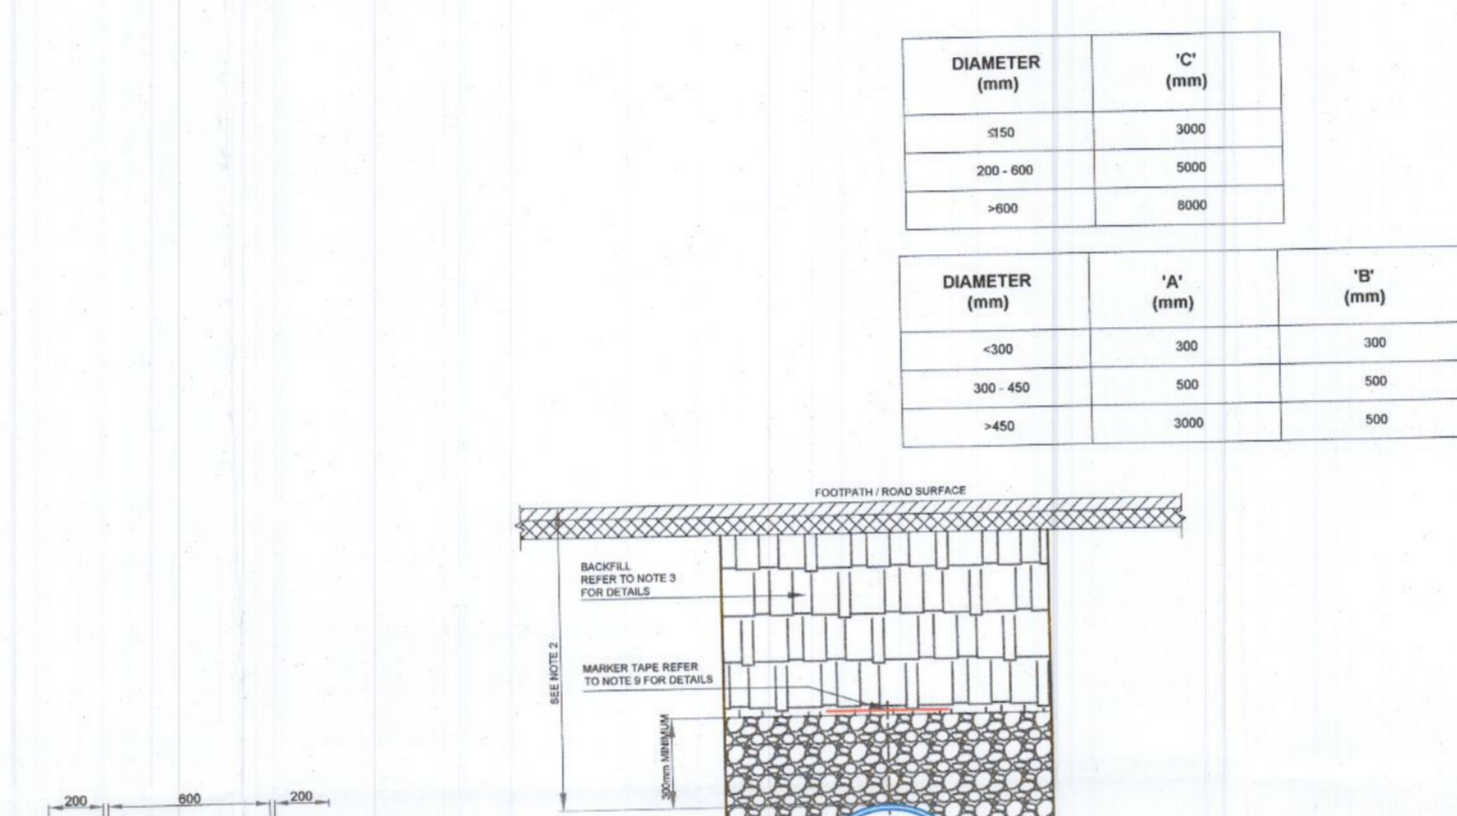 DIAMETER 'C'
(mm) (mm)
≤150 3000
200 - 600 5000
>600 8000
DIAMETER 'A' 'B'
(mm) (mm) (mm)
<300 300 300
300 - 450 500 500
>450 3000 500
FOOTPATH / ROAD SURFACE
BACKFILL
REFER TO NOTE 3
FOR DETAILS
SEE NOTE 2
MARKER TAPE REFER
TO NOTE 9 FOR DETAILS
300mm MINIMUM
200 600 200